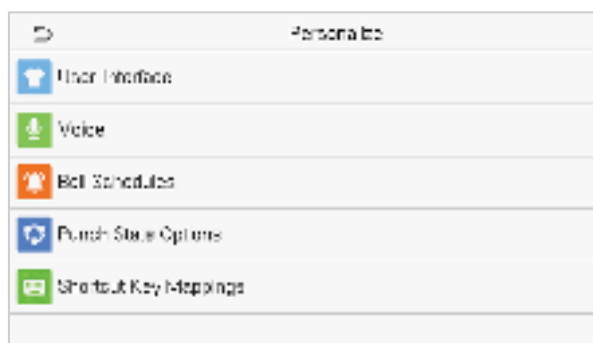 Personalize
User Interface
Voice
Bell Schedules
Punch State Options
Shortcut Key Mappings